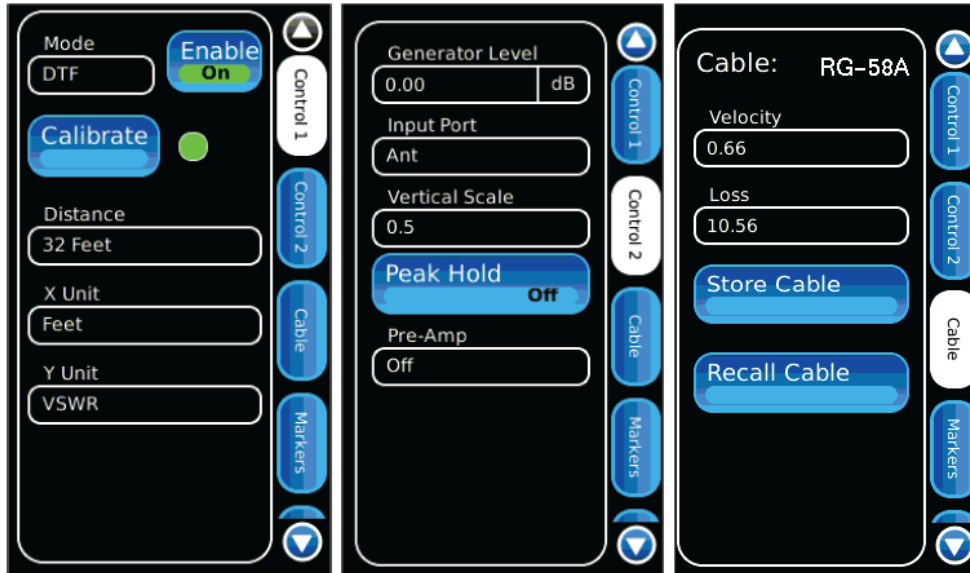 Mode
DTF
Enable
On
Calibrate
Distance
32 Feet
X Unit
Feet
Y Unit
VSWR
Control 1
Control 2
Cable
Markers
Generator Level
0.00 dB
Input Port
Ant
Vertical Scale
0.5
Peak Hold
Off
Pre-Amp
Off
Control 1
Control 2
Cable
Markers
Cable: RG-58A
Velocity
0.66
Loss
10.56
Store Cable
Recall Cable
Control 1
Control 2
Cable
Markers